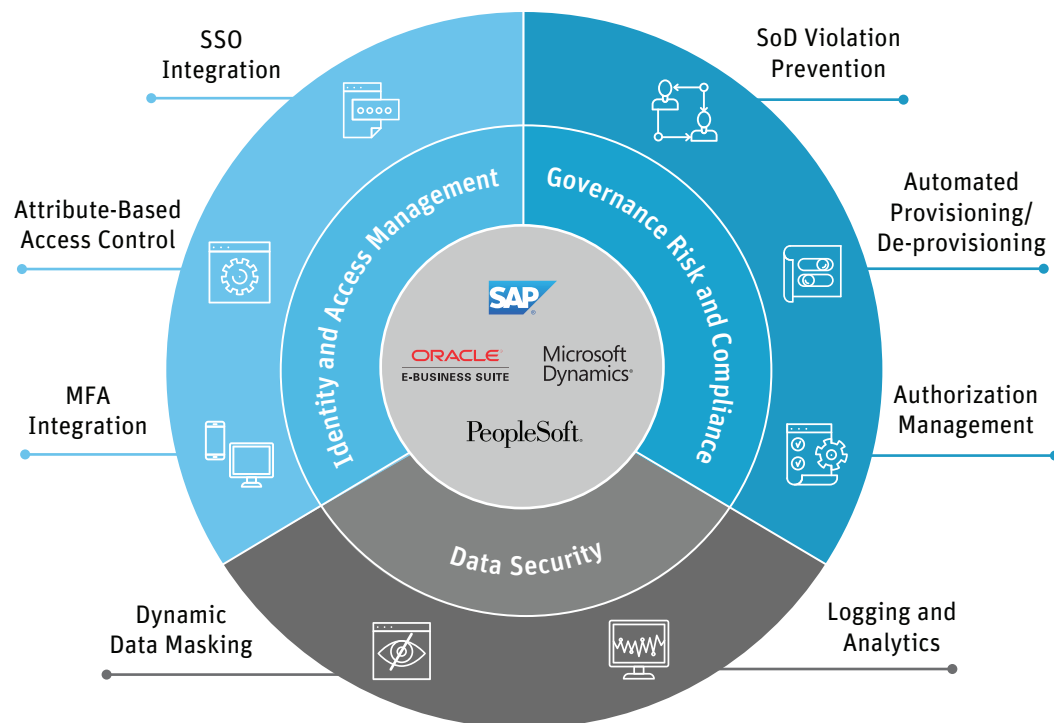 SSO
Integration
SoD Violation
Prevention
Attribute-Based
Access Control
Automated
Provisioning/
De-provisioning
MFA
Integration
Authorization
Management
Identity and Access Management
Governance Risk and Compliance
SAP®
ORACLE®
E-BUSINESS SUITE
Microsoft
Dynamics®
PeopleSoft®
Data Security
Dynamic
Data Masking
Logging and
Analytics